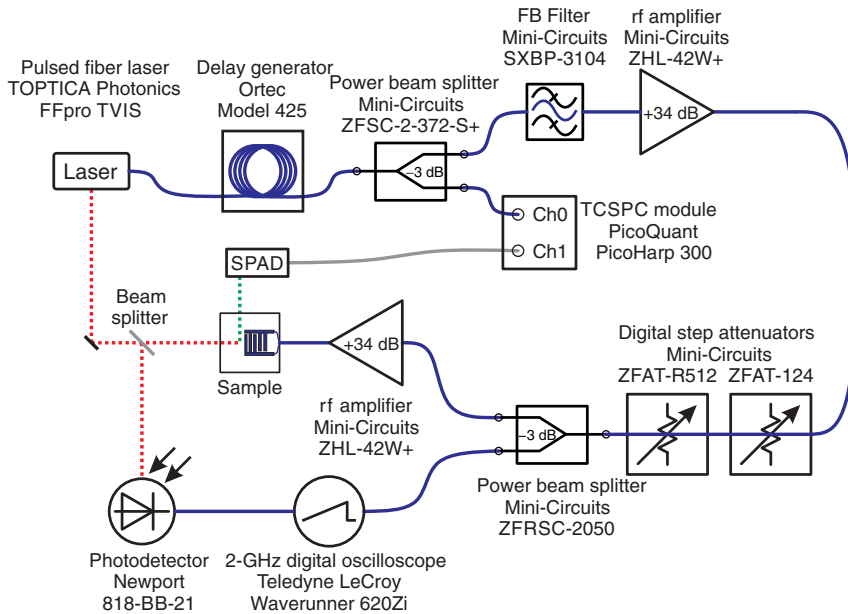 Pulsed fiber laser
TOPTICA Photonics
FFpro TVIS
Delay generator
Ortec
Model 425
Power beam splitter
Mini-Circuits
ZFSC-2-372-S+
FB Filter
Mini-Circuits
SXBP-3104
rf amplifier
Mini-Circuits
ZHL-42W+
Laser
−3 dB
+34 dB
Ch0
Ch1
TCSPC module
PicoQuant
PicoHarp 300
SPAD
Beam
splitter
Sample
+34 dB
rf amplifier
Mini-Circuits
ZHL-42W+
Digital step attenuators
Mini-Circuits
ZFAT-R512 ZFAT-124
−3 dB
Power beam splitter
Mini-Circuits
ZFRSC-2050
Photodetector
Newport
818-BB-21
2-GHz digital oscilloscope
Teledyne LeCroy
Waverunner 620Zi